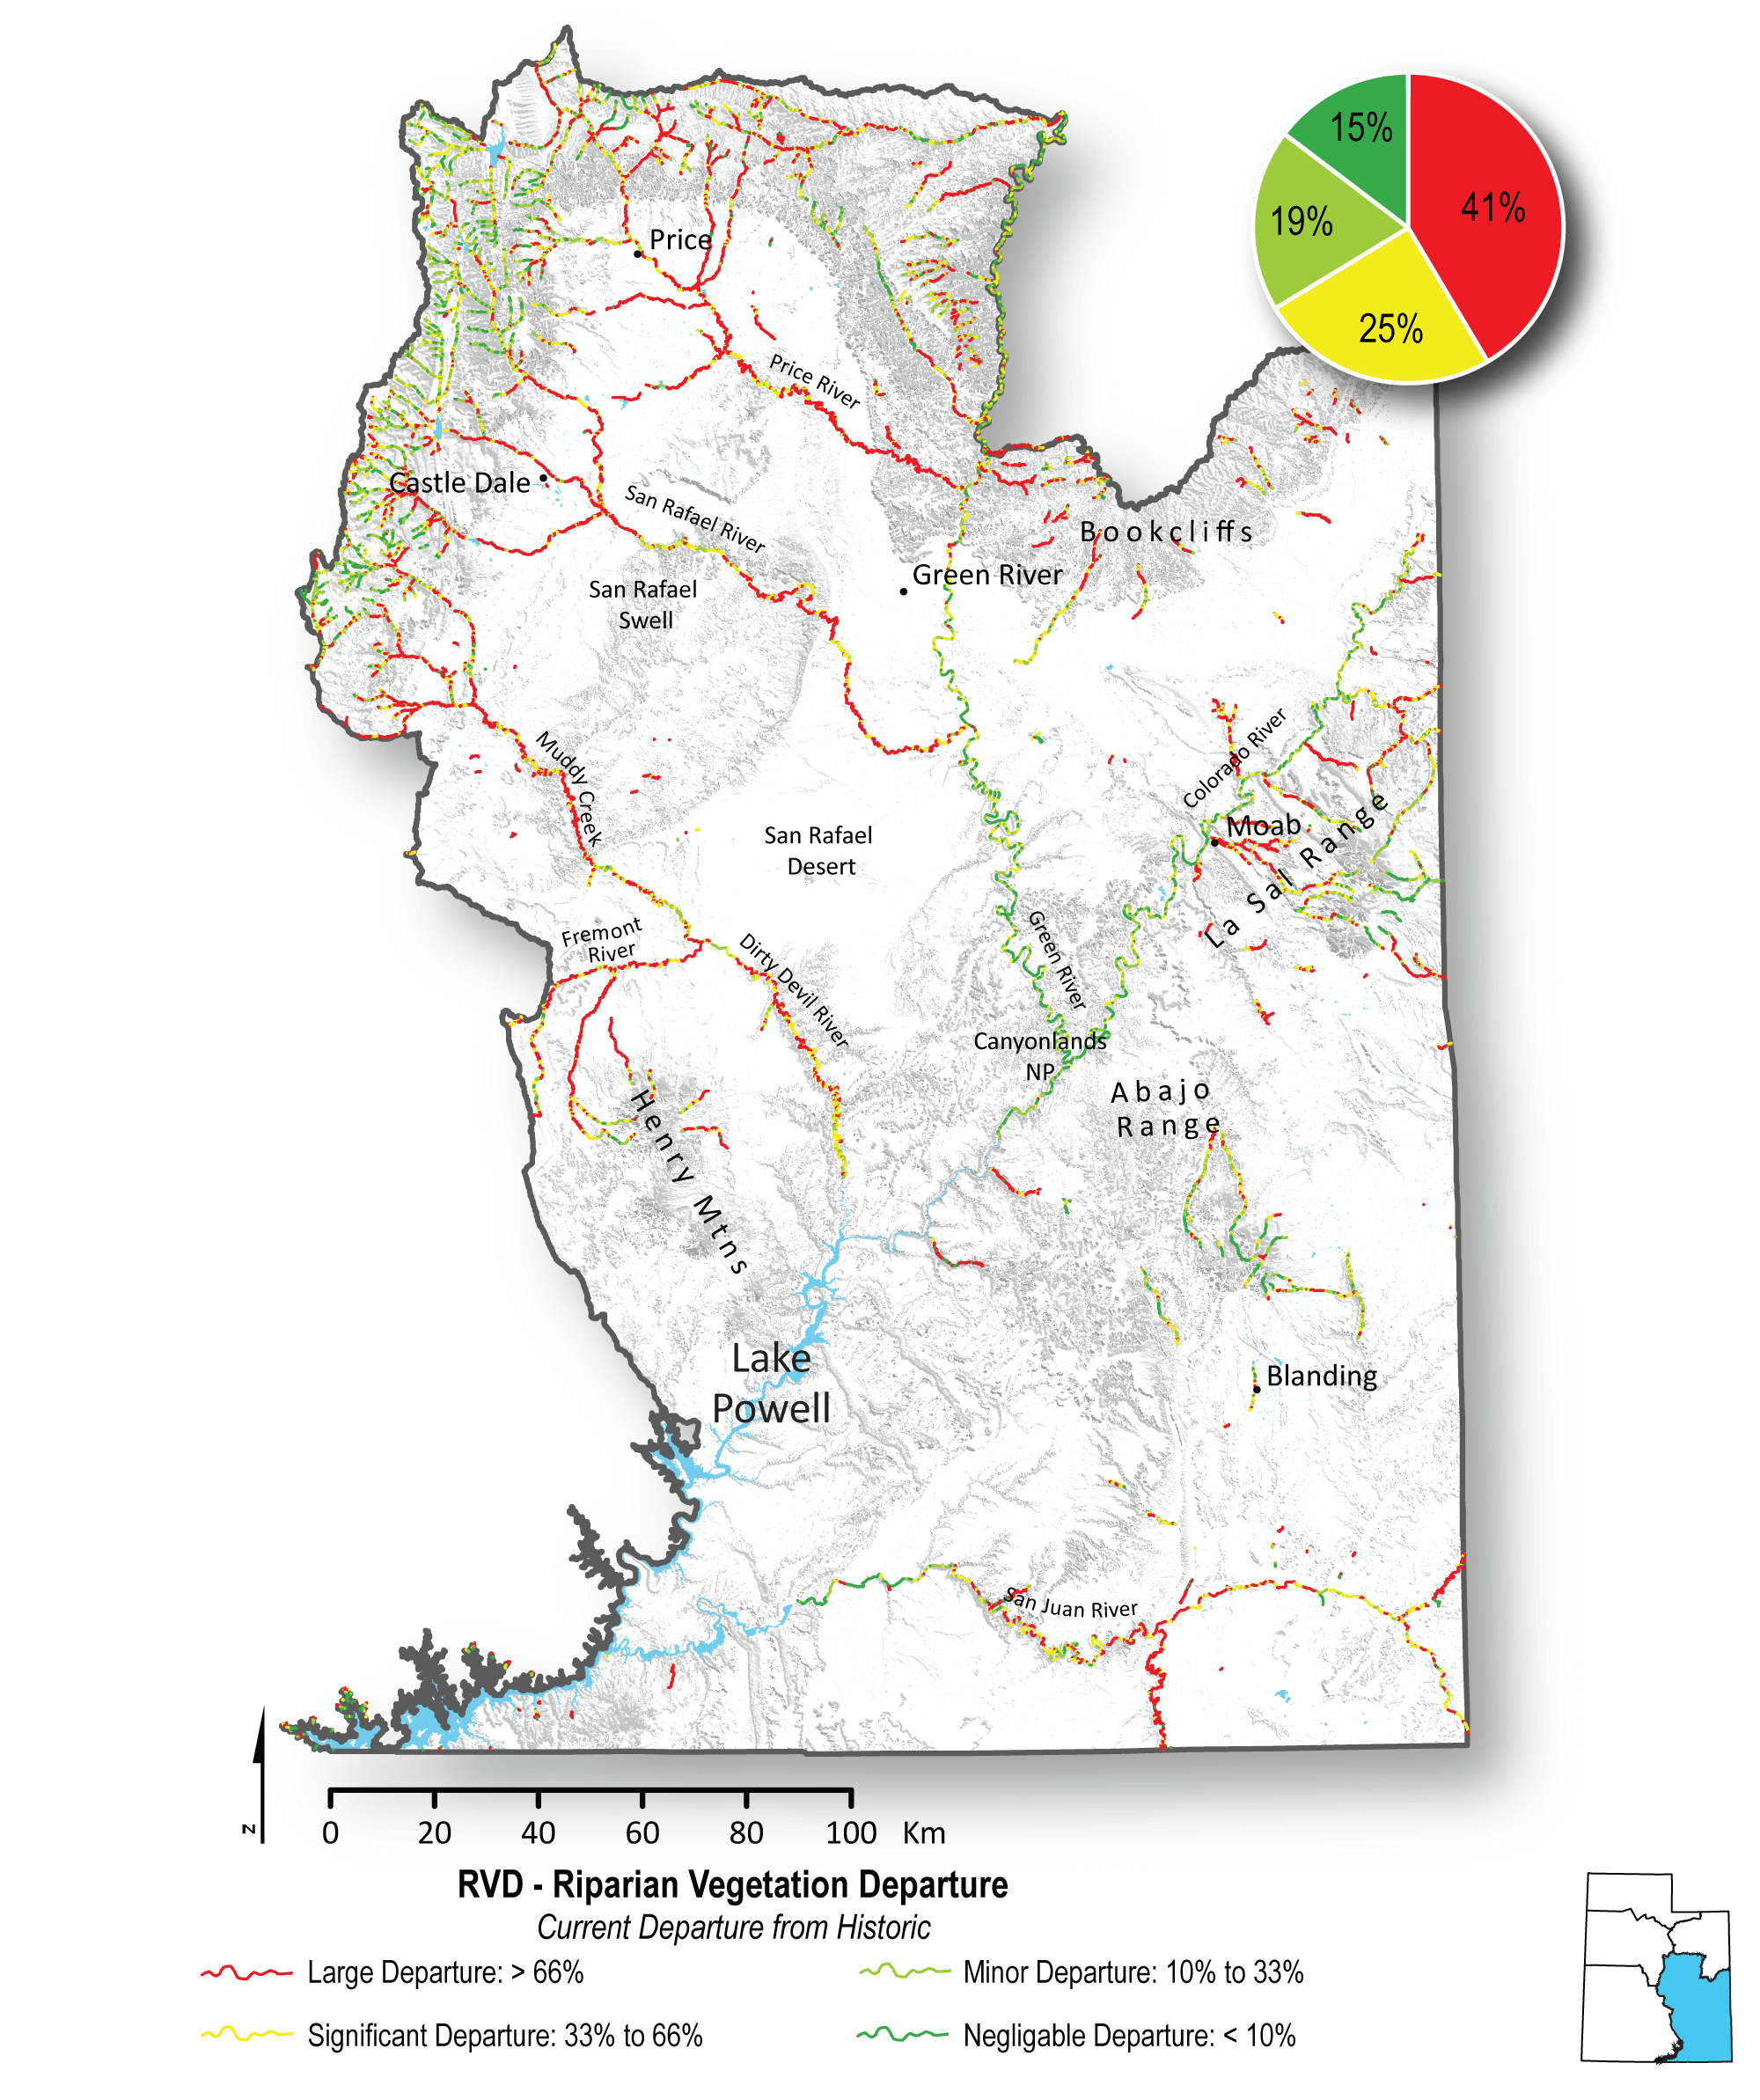 15%
41%
19%
25%
Price
Price River
Castle Dale
San Rafael River
Bookcliffs
Green River
San Rafael
Swell
Muddy Creek
Colorado River
Moab
La Sal Range
San Rafael
Desert
Fremont
River
Dirty Devil River
Green River
Canyonlands
NP
Abajo
Range
Henry Mtns
Lake
Powell
Blanding
San Juan River
N
0 20 40 60 80 100 Km
RVD - Riparian Vegetation Departure
Current Departure from Historic
Large Departure: > 66%
Minor Departure: 10% to 33%
Significant Departure: 33% to 66%
Negligable Departure: < 10%